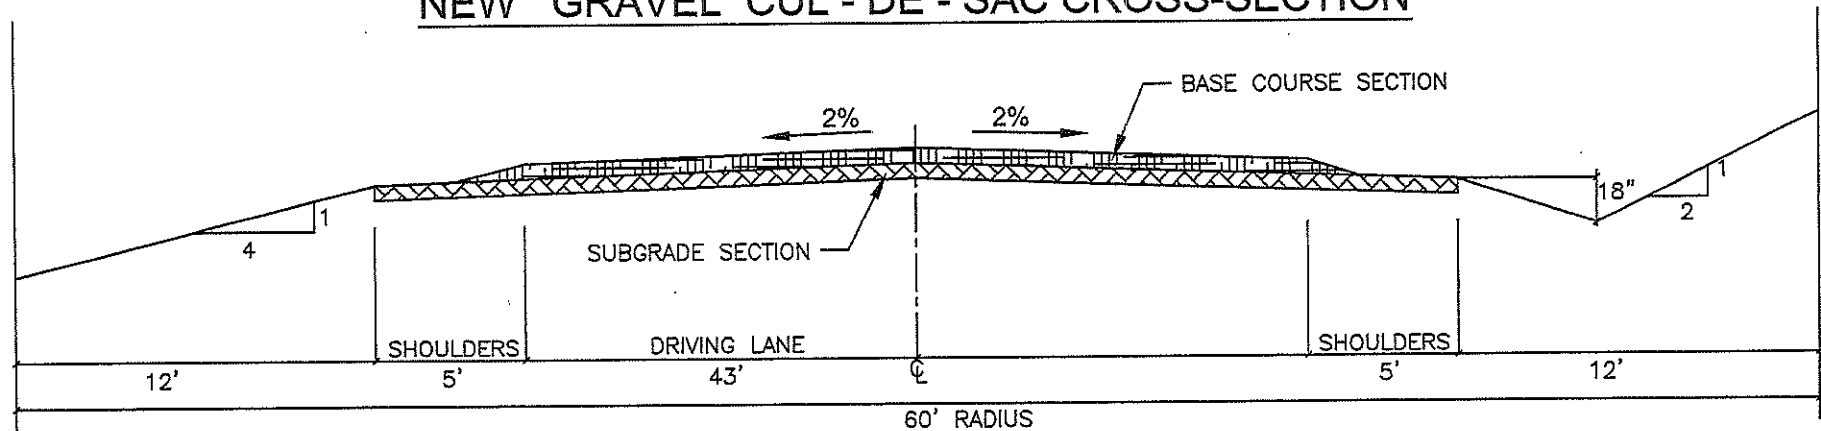 NEW GRAVEL CUL - DE - SAC CROSS-SECTION
BASE COURSE SECTION
2% 2%
18"
1
2
1
4
SUBGRADE SECTION
SHOULDERS DRIVING LANE SHOULDERS
12' 5' 43' ℄ 5' 12'
60' RADIUS